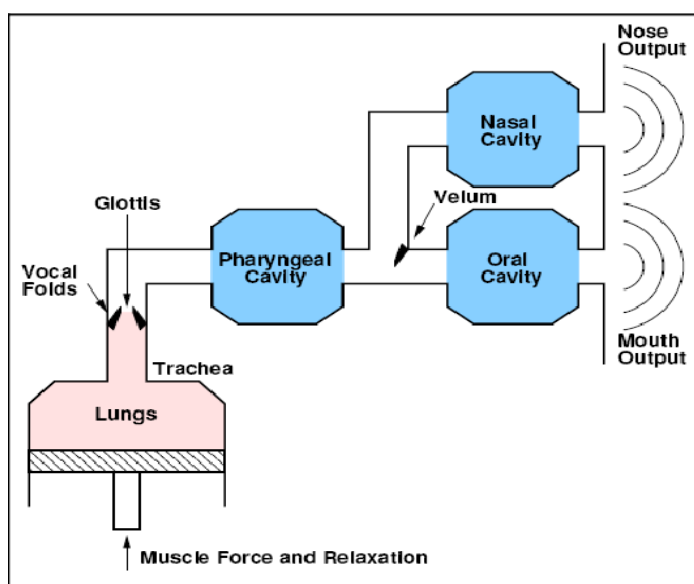 Nose
Output
Nasal
Cavity
Glottis
Velum
Vocal
Folds
Pharyngeal
Cavity
Oral
Cavity
Trachea
Mouth
Output
Lungs
Muscle Force and Relaxation